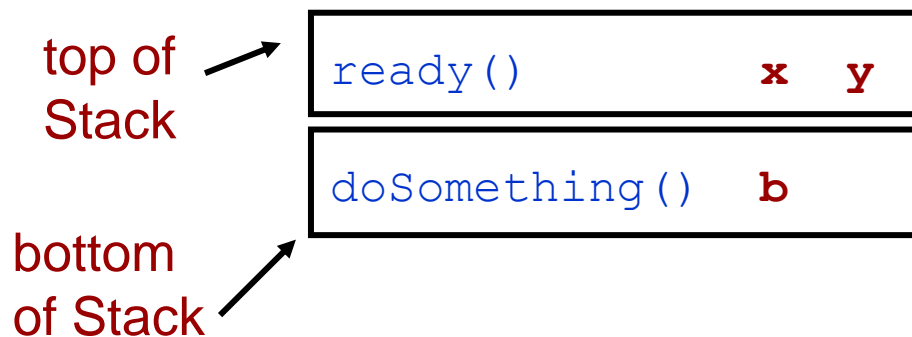 top of
Stack
ready() x y
doSomething() b
bottom
of Stack